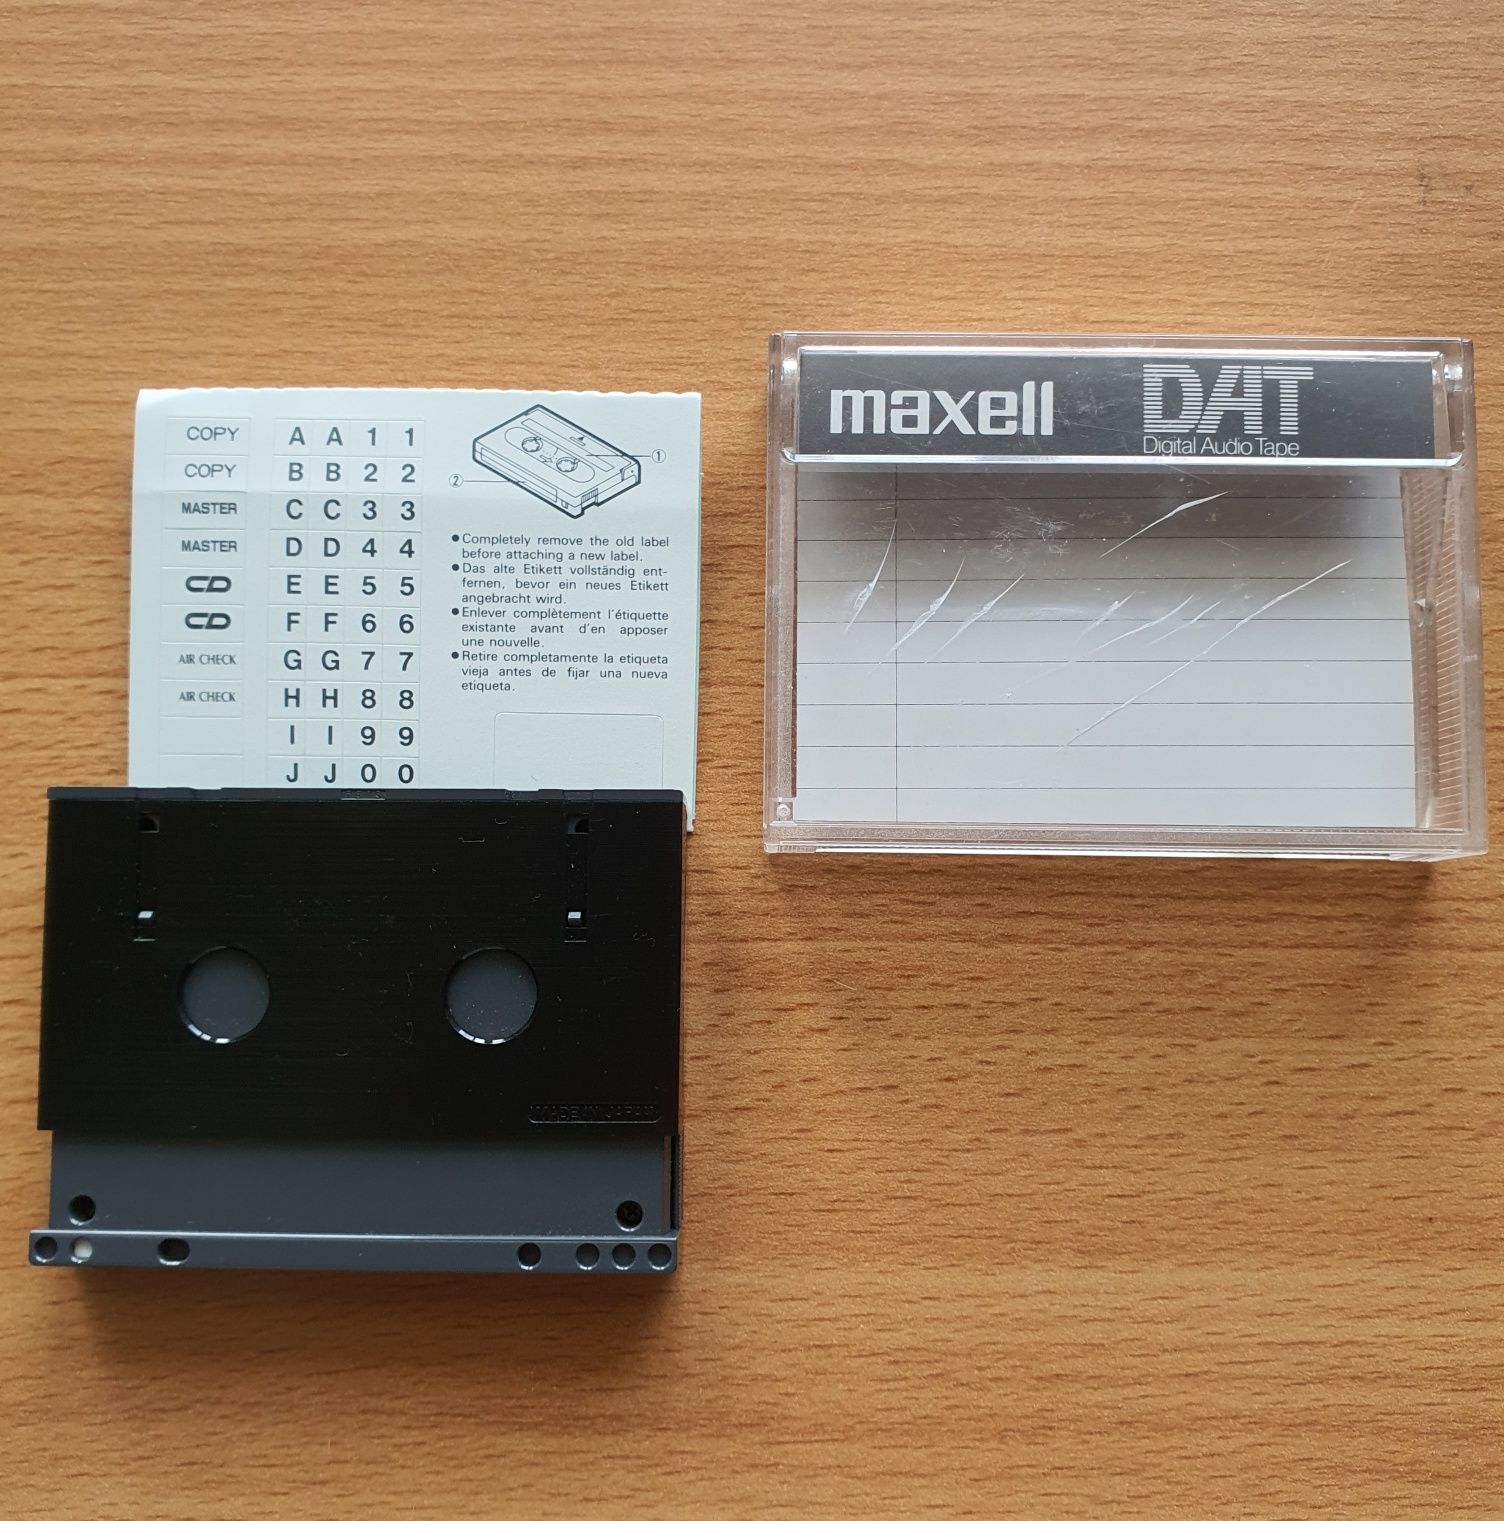 COPY A A 1 1
COPY B B 2 2
MASTER C C 3 3
MASTER D D 4 4
CD E E 5 5
CD F F 6 6
AIR CHECK G G 7 7
AIR CHECK H H 8 8
I I 9 9
J J 0 0
①
②
● Completely remove the old label
before attaching a new label.
● Das alte Etikett vollständig ent-
fernen, bevor ein neues Etikett
angebracht wird.
● Enlever complètement l'étiquette
existante avant d'en apposer
une nouvelle.
● Retire completamente la etiqueta
vieja antes de fijar una nueva
etiqueta.
maxell DAT
Digital Audio Tape
MADE IN JAPAN